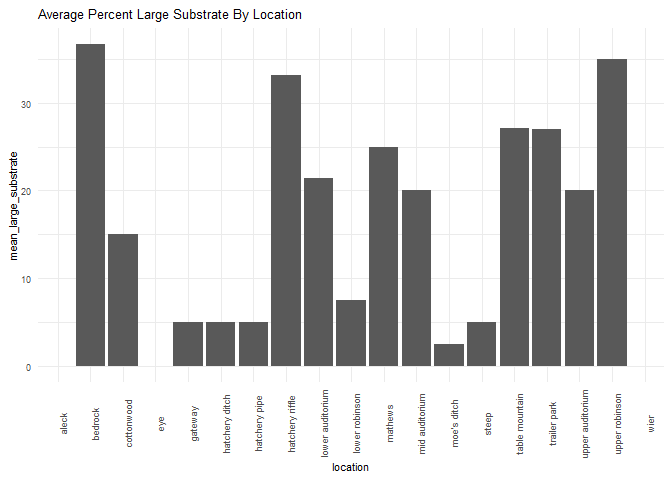 Average Percent Large Substrate By Location
mean_large_substrate
30
20
10
0
aleck
bedrock
cottonwood
eye
gateway
hatchery ditch
hatchery pipe
hatchery riffle
lower auditorium
lower robinson
mathews
mid auditorium
moe's ditch
steep
table mountain
trailer park
upper auditorium
upper robinson
wier
location